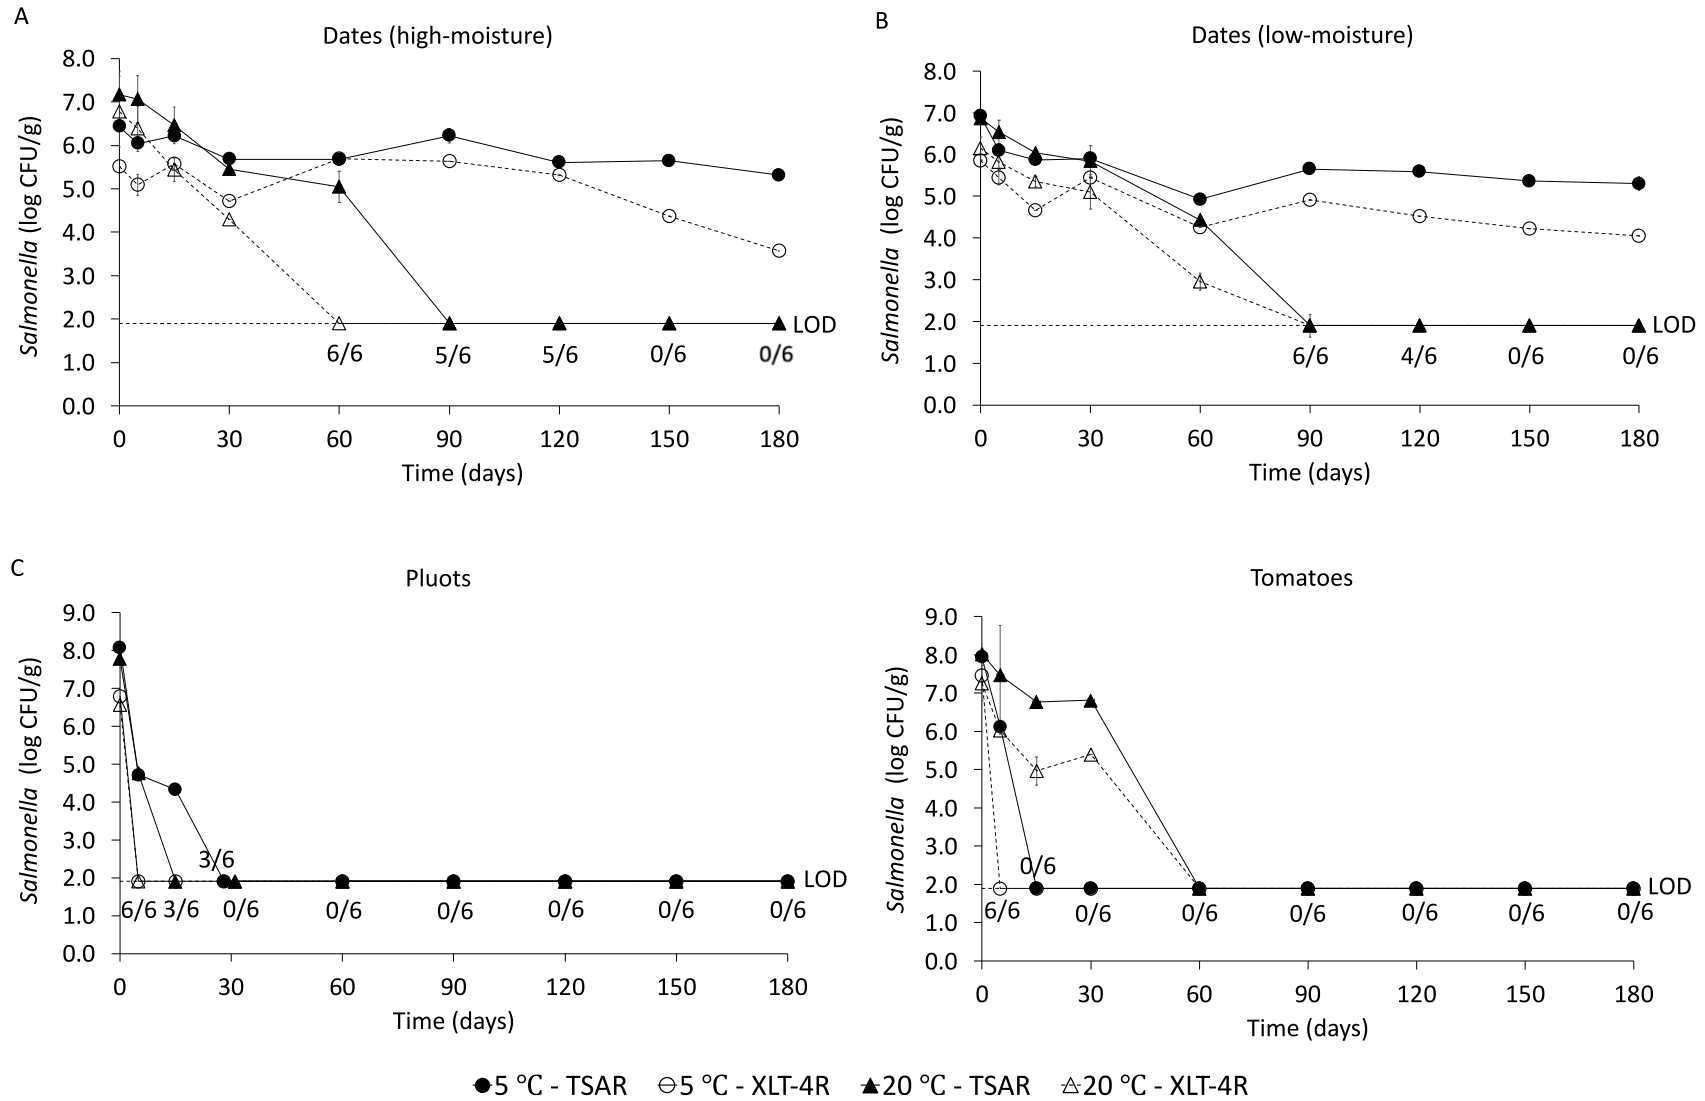 A
Dates (high-moisture)
8.0
7.0
6.0
5.0
4.0
3.0
2.0
1.0
0.0
Salmonella (log CFU/g)
LOD
6/6 5/6 5/6 0/6 0/6
0 30 60 90 120 150 180
Time (days)
B
Dates (low-moisture)
8.0
7.0
6.0
5.0
4.0
3.0
2.0
1.0
0.0
Salmonella (log CFU/g)
LOD
6/6 4/6 0/6 0/6
0 30 60 90 120 150 180
Time (days)
C
Pluots
9.0
8.0
7.0
6.0
5.0
4.0
3.0
2.0
1.0
0.0
Salmonella (log CFU/g)
3/6
LOD
6/6 3/6 0/6 0/6 0/6 0/6 0/6 0/6
0 30 60 90 120 150 180
Time (days)
Tomatoes
9.0
8.0
7.0
6.0
5.0
4.0
3.0
2.0
1.0
0.0
Salmonella (log CFU/g)
0/6
LOD
6/6 0/6 0/6 0/6 0/6 0/6 0/6
0 30 60 90 120 150 180
Time (days)
5 °C - TSAR 5 °C - XLT-4R 20 °C - TSAR 20 °C - XLT-4R